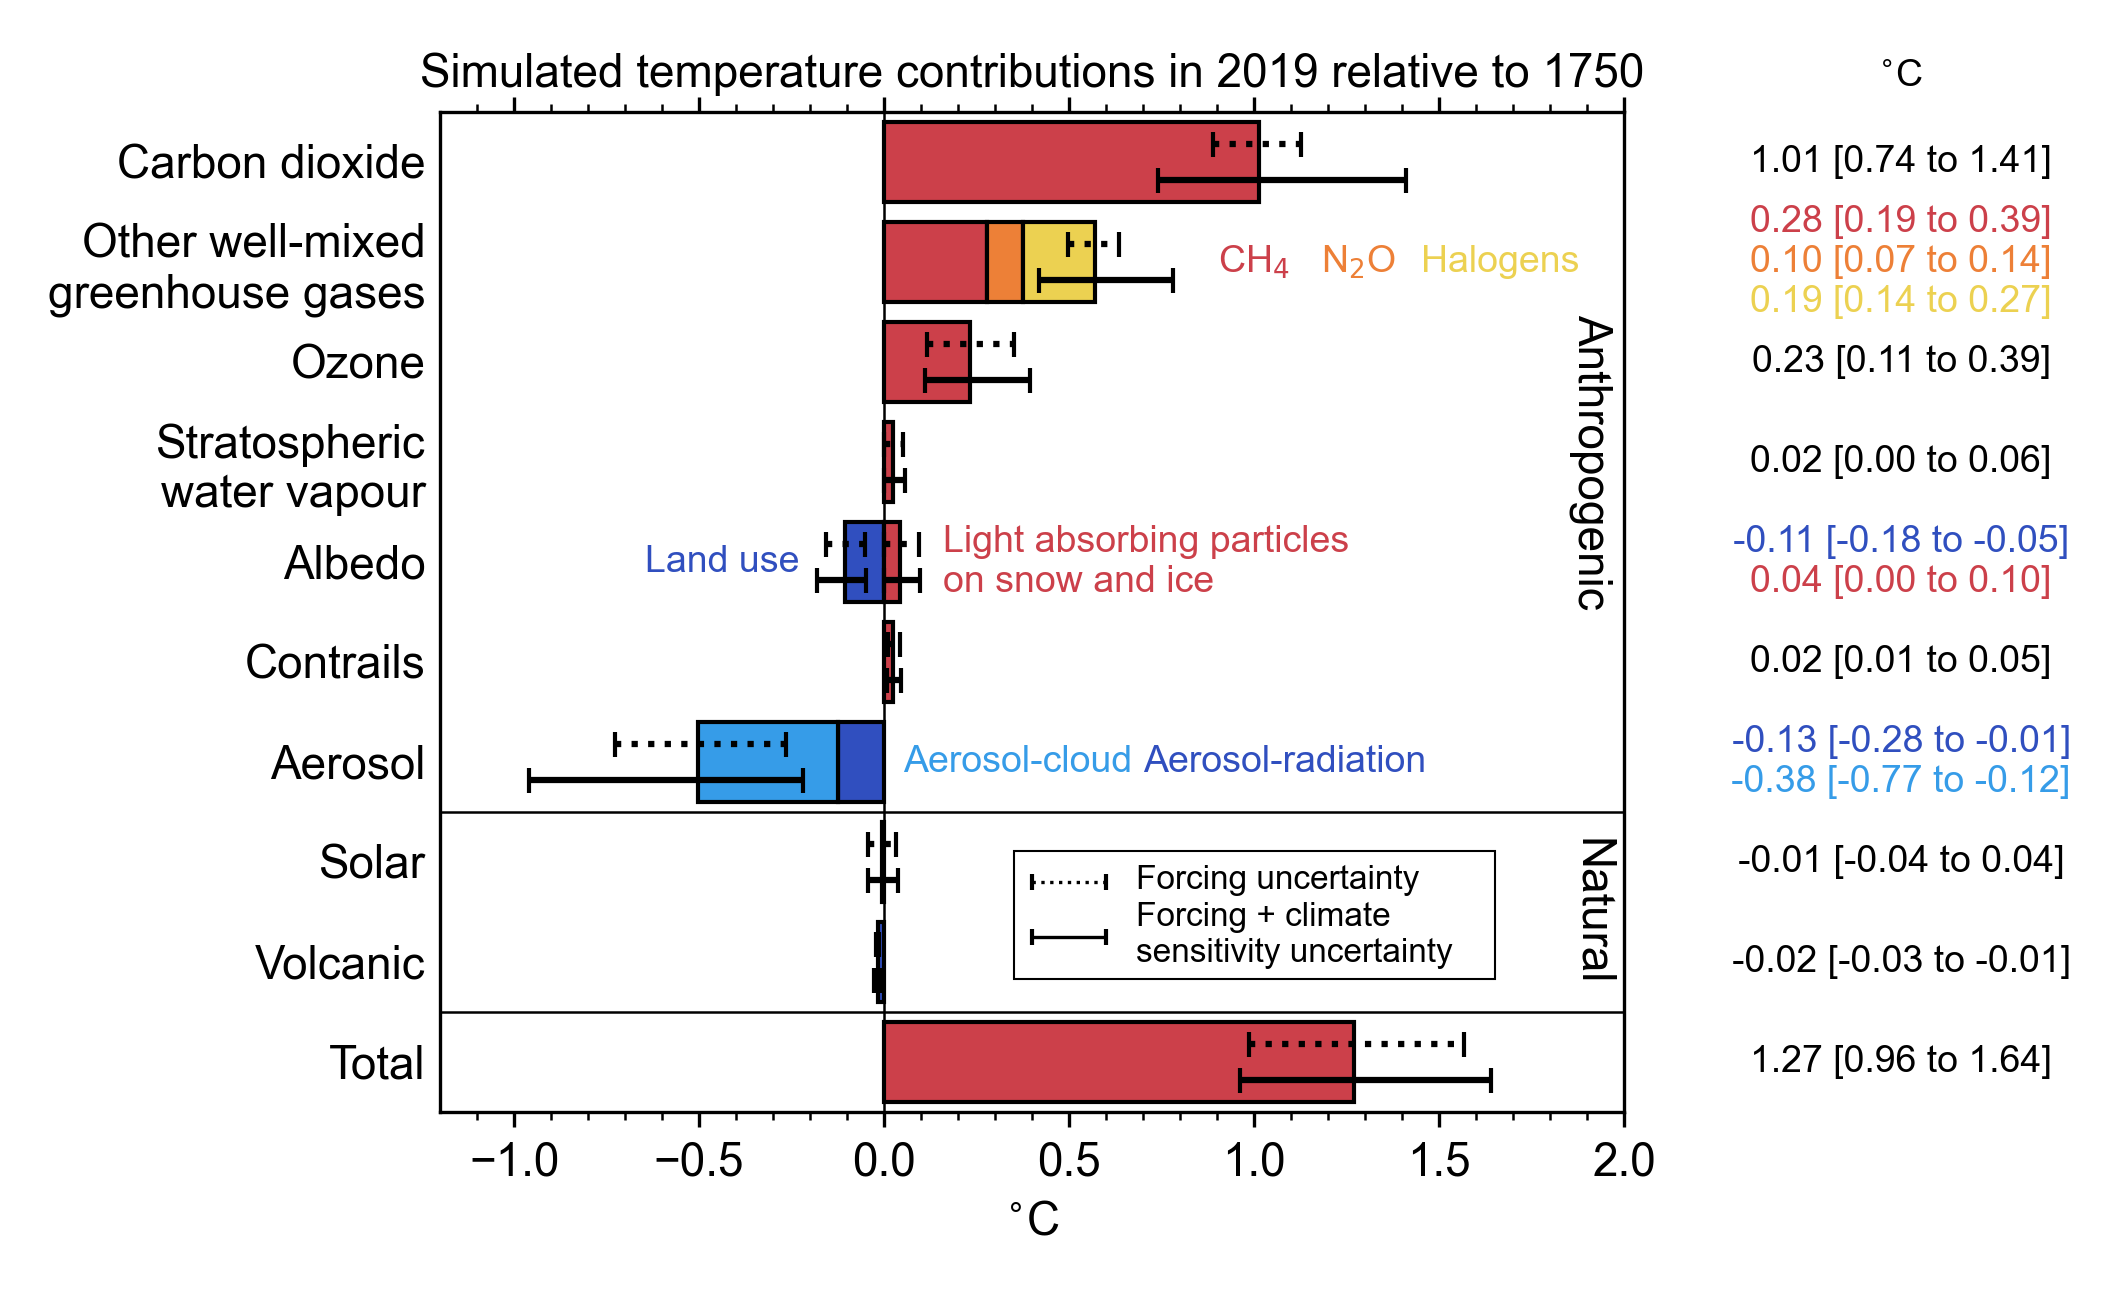 Simulated temperature contributions in 2019 relative to 1750
°C
Carbon dioxide
1.01 [0.74 to 1.41]
Other well-mixed
greenhouse gases
CH₄ N₂O Halogens
0.28 [0.19 to 0.39]
0.10 [0.07 to 0.14]
0.19 [0.14 to 0.27]
Ozone
0.23 [0.11 to 0.39]
Stratospheric
water vapour
0.02 [0.00 to 0.06]
Albedo
Land use
Light absorbing particles
on snow and ice
-0.11 [-0.18 to -0.05]
0.04 [0.00 to 0.10]
Contrails
0.02 [0.01 to 0.05]
Aerosol
Aerosol-cloud Aerosol-radiation
-0.13 [-0.28 to -0.01]
-0.38 [-0.77 to -0.12]
Anthropogenic
Solar
-0.01 [-0.04 to 0.04]
Volcanic
-0.02 [-0.03 to -0.01]
Forcing uncertainty
Forcing + climate
sensitivity uncertainty
Natural
Total
1.27 [0.96 to 1.64]
−1.0 −0.5 0.0 0.5 1.0 1.5 2.0
°C